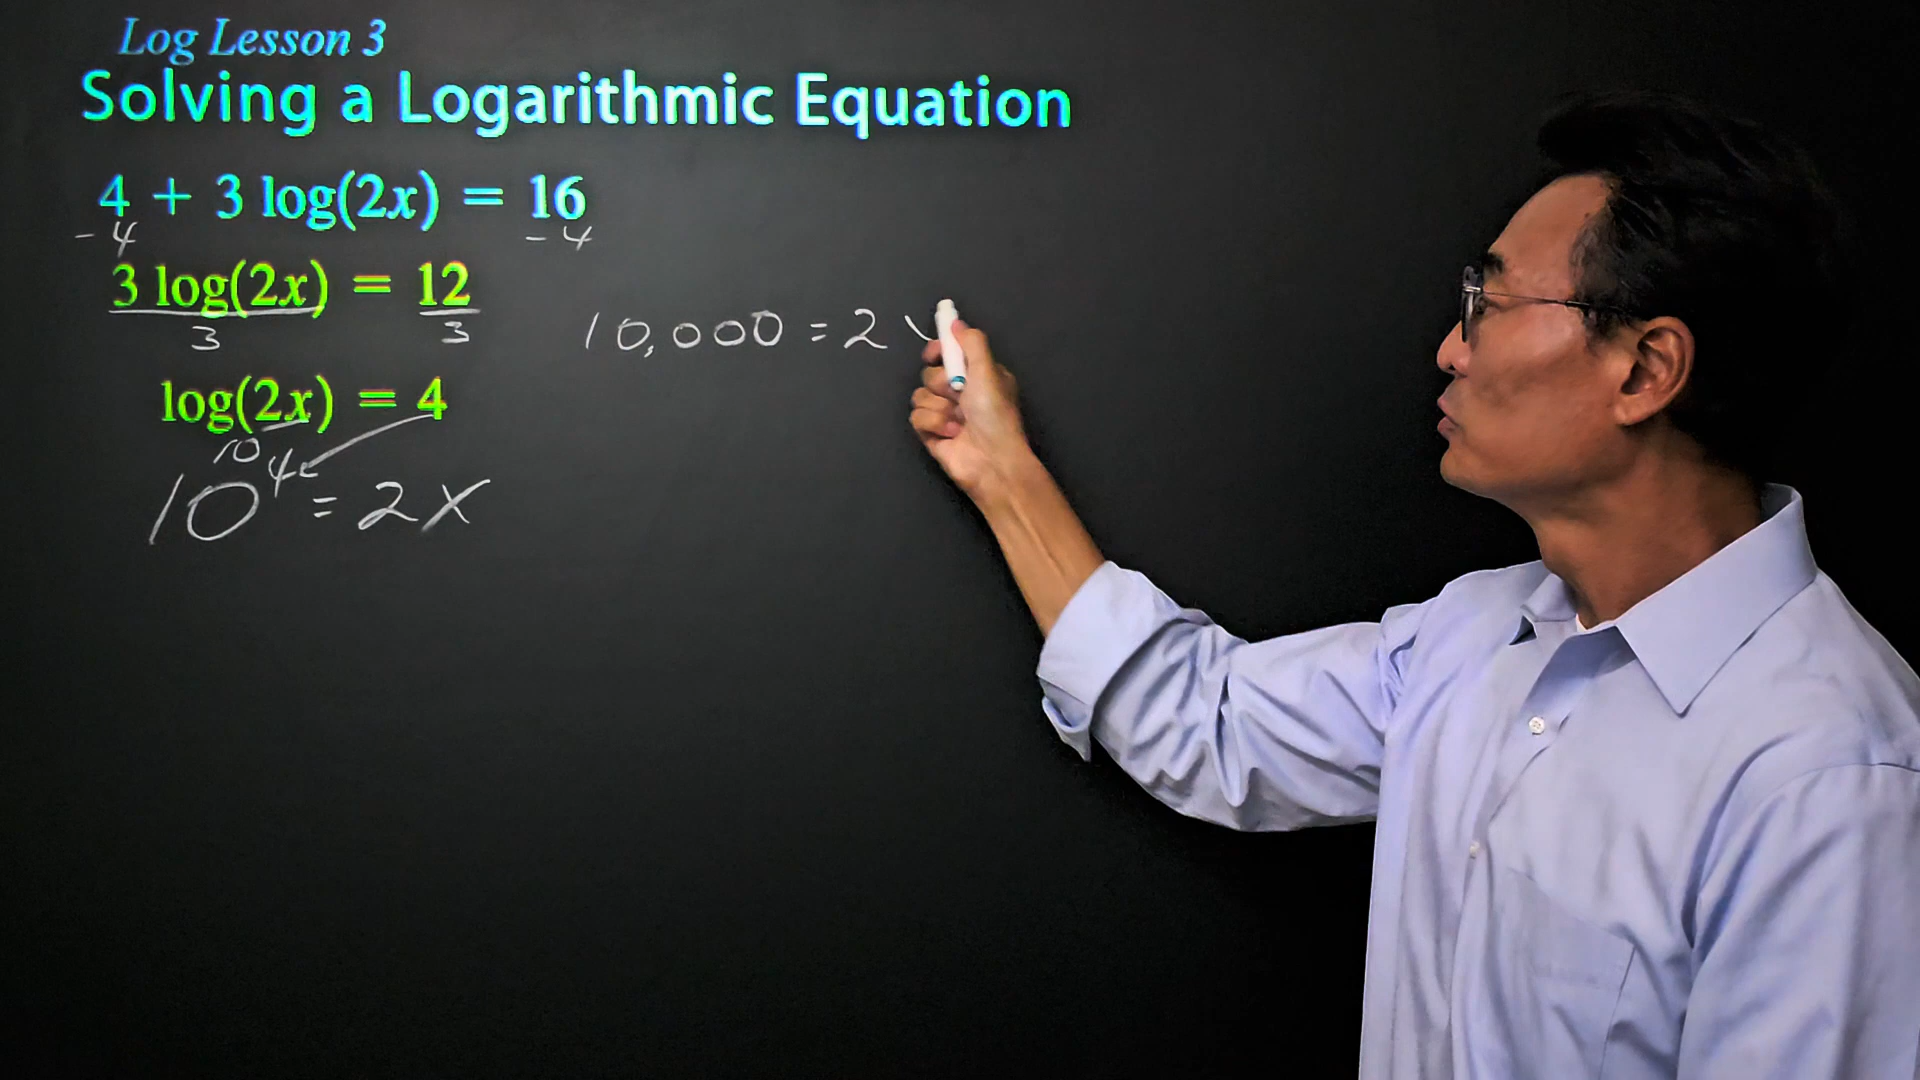 Log Lesson 3
Solving a Logarithmic Equation
4 + 3 log(2x) = 16
-4 -4
3 log(2x) = 12
3 3
log(2x) = 4
10
10⁴ = 2x
10,000 = 2